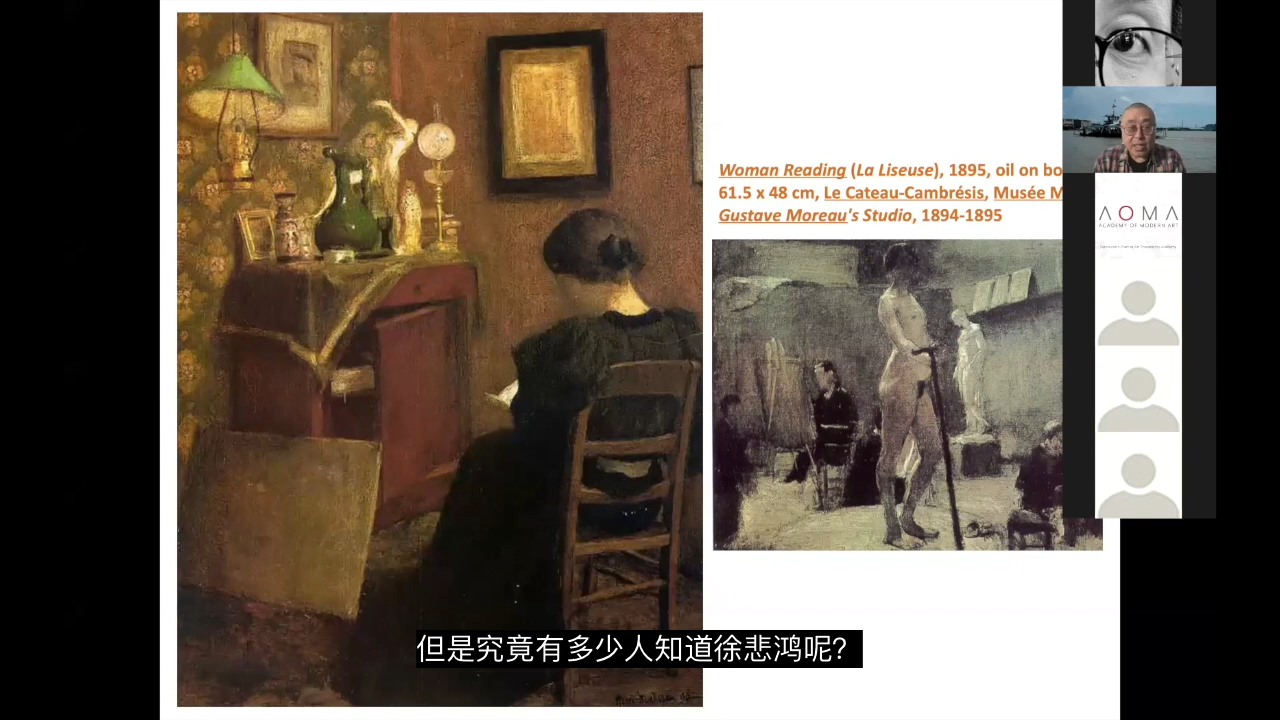 Woman Reading (La Liseuse), 1895, oil on bo
61.5 x 48 cm, Le Cateau-Cambrésis, Musée M
Gustave Moreau's Studio, 1894-1895
AOMA
ACADEMY OF MODERN ART
但是究竟有多少人知道徐悲鸿呢?